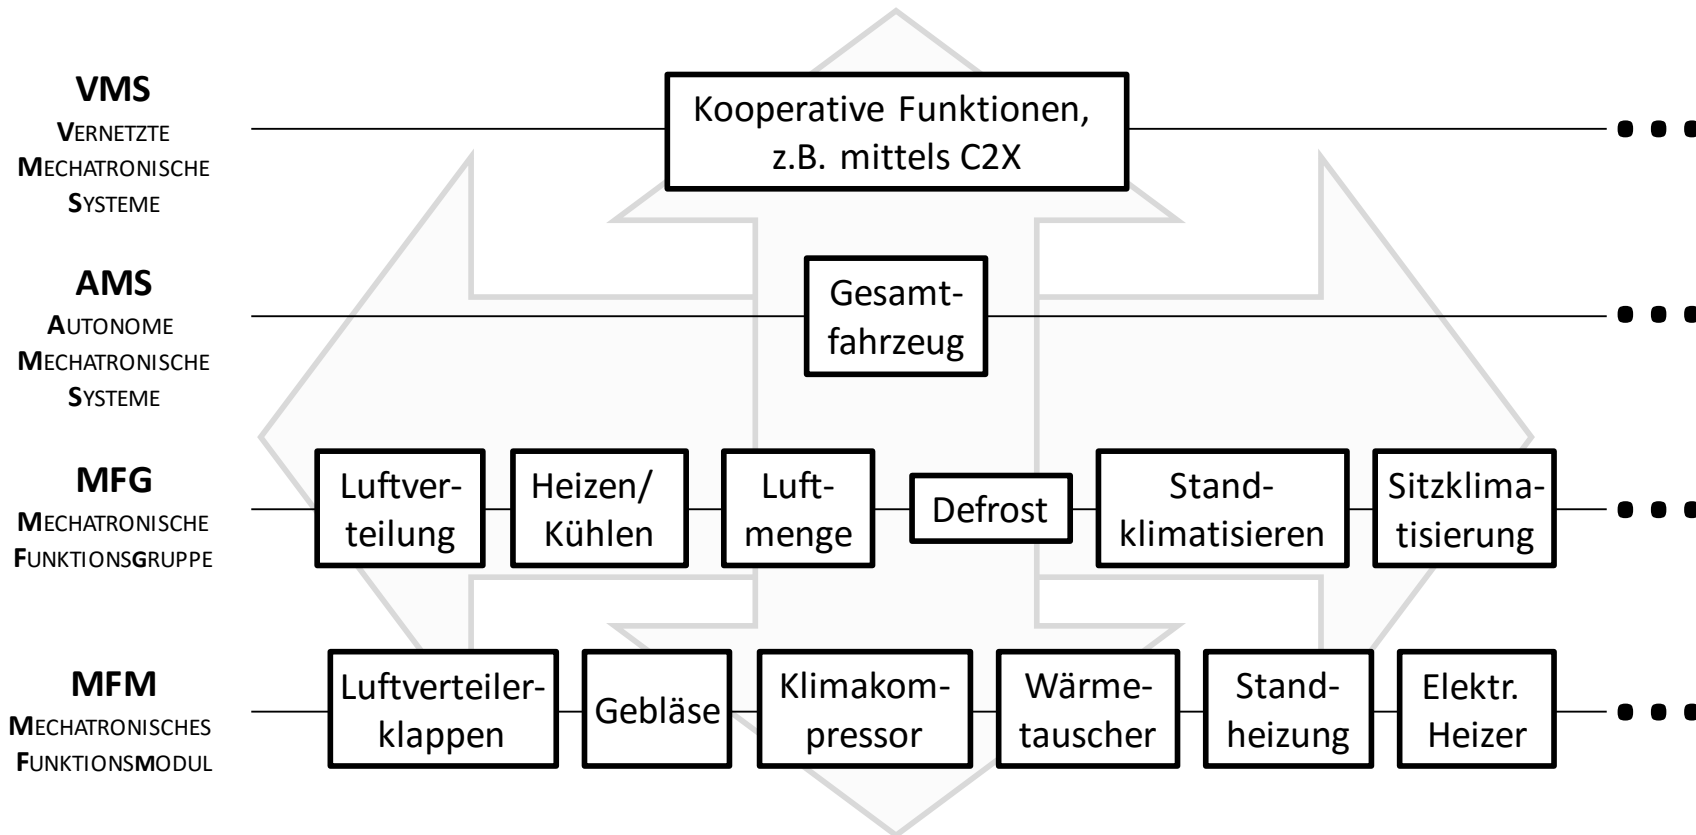 VMS
VERNETZTE
MECHATRONISCHE
SYSTEME
Kooperative Funktionen,
z.B. mittels C2X
AMS
AUTONOME
MECHATRONISCHE
SYSTEME
Gesamt-
fahrzeug
MFG
MECHATRONISCHE
FUNKTIONSGRUPPE
Luftver-
teilung
Heizen/
Kühlen
Luft-
menge
Defrost
Stand-
klimatisieren
Sitzklima-
tisierung
MFM
MECHATRONISCHES
FUNKTIONSMODUL
Luftverteiler-
klappen
Gebläse
Klimakom-
pressor
Wärme-
tauscher
Stand-
heizung
Elektr.
Heizer